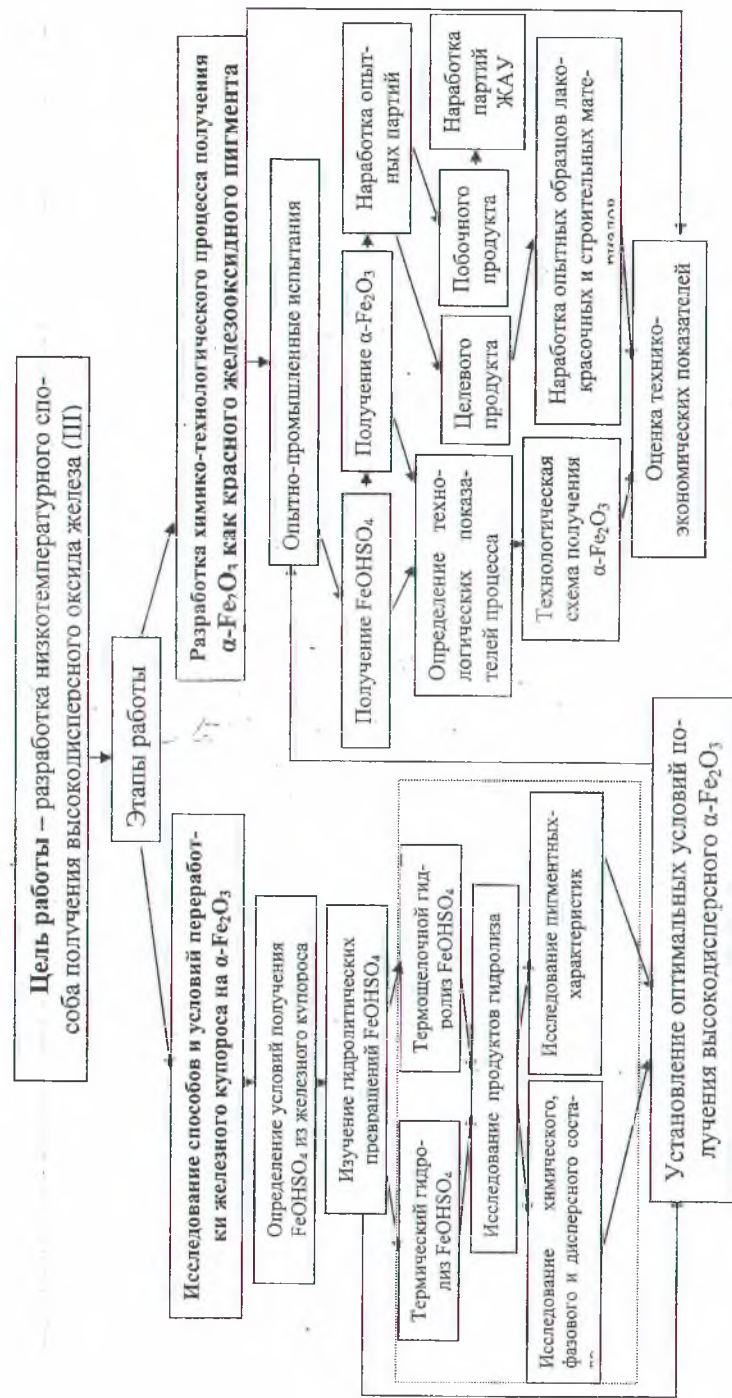 Цель работы – разработка низкотемпературного спо-
соба получения высокодисперсного оксила железа (III)
Этапы работы
Исследование способов и условий переработ-
ки железного купороса на α-Fe₂O₃
Определение условий получения
FeOHSO₄ из железного купороса
Изучение гидролитических
превращений FeOHSO₄
Термический гидро-
лиз FeOHSO₄
Термощелочной гид-
ролиз FeOHSO₄
Исследование продуктов гидролиза
Исследование химического,
фазового и дисперсного соста-
Исследование пигментных-
характеристик
Установление оптимальных условий по-
лучения высокодисперсного α-Fe₂O₃
Разработка химико-технологического процесса получения
α-Fe₂O₃ как красного железооксидного пигмента
Опытно-промышленные испытания
Получение FeOHSO₄
Получение α-Fe₂O₃
Наработка опыт-
ных партий
Определение техно-
логических показа-
телей процесса
Целевого
продукта
Побочного
продукта
Наработка
партий
ЖАУ
Технологическая
схема получения
α-Fe₂O₃
Наработка опытных образцов лако-
красочных и строительных мате-
риалов
Оценка технико-
экономических показателей